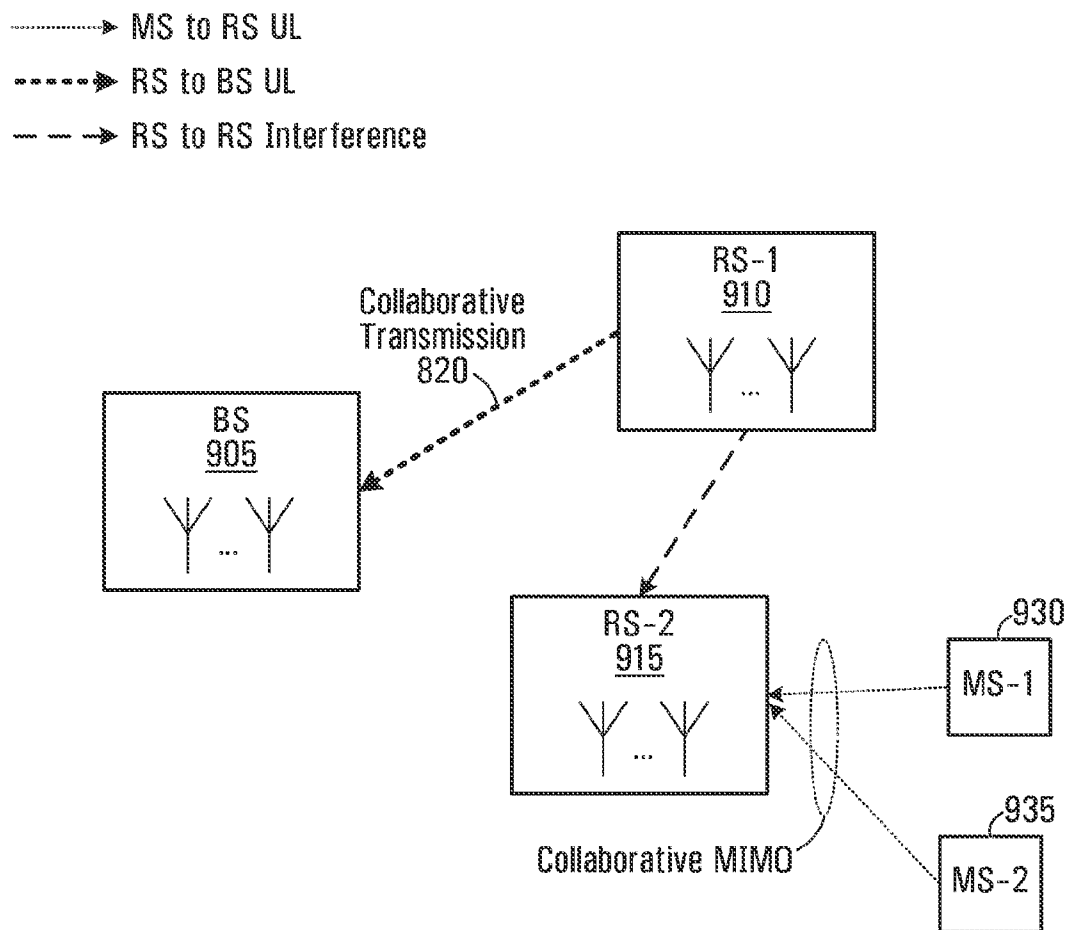 MS to RS UL
RS to BS UL
RS to RS Interference
RS-1
910
...
Collaborative
Transmission
820
BS
905
...
RS-2
915
...
930
MS-1
935
MS-2
Collaborative MIMO